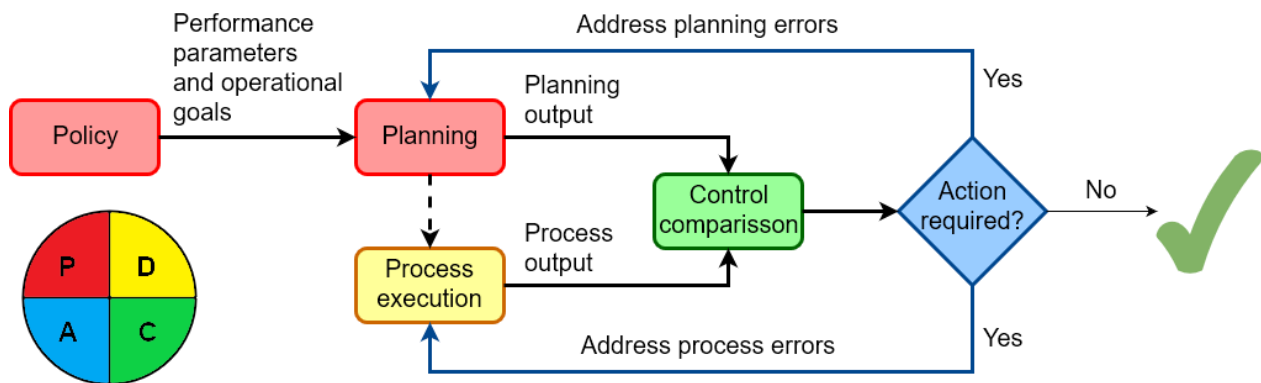 Performance
parameters
and operational
goals
Address planning errors
Yes
Planning
output
Policy
Planning
Control
comparisson
Action
required?
No
Process
output
P
D
A
C
Process
execution
Address process errors
Yes